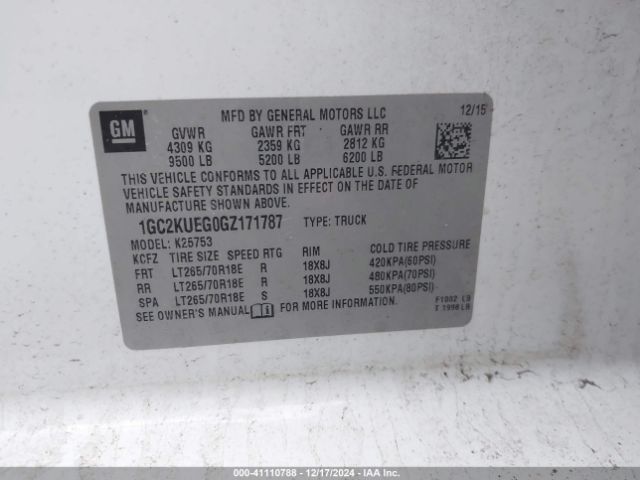 MFD BY GENERAL MOTORS LLC 12/15
GM
GVWR GAWR FRT GAWR RR
4309 KG 2359 KG 2812 KG
9500 LB 5200 LB 6200 LB
THIS VEHICLE CONFORMS TO ALL APPLICABLE U.S. FEDERAL MOTOR
VEHICLE SAFETY STANDARDS IN EFFECT ON THE DATE OF
MANUFACTURE SHOWN ABOVE.
1GC2KUEG0GZ171787 TYPE: TRUCK
MODEL: K25753
KCFZ TIRE SIZE SPEED RTG RIM COLD TIRE PRESSURE
FRT LT265/70R18E R 18X8J 420KPA(60PSI)
RR LT265/70R18E R 18X8J 480KPA(70PSI)
SPA LT265/70R18E S 18X8J 550KPA(80PSI)
SEE OWNER'S MANUAL FOR MORE INFORMATION. F1002 LB
T 1998 LB
000-41110788 - 12/17/2024 - IAA Inc.